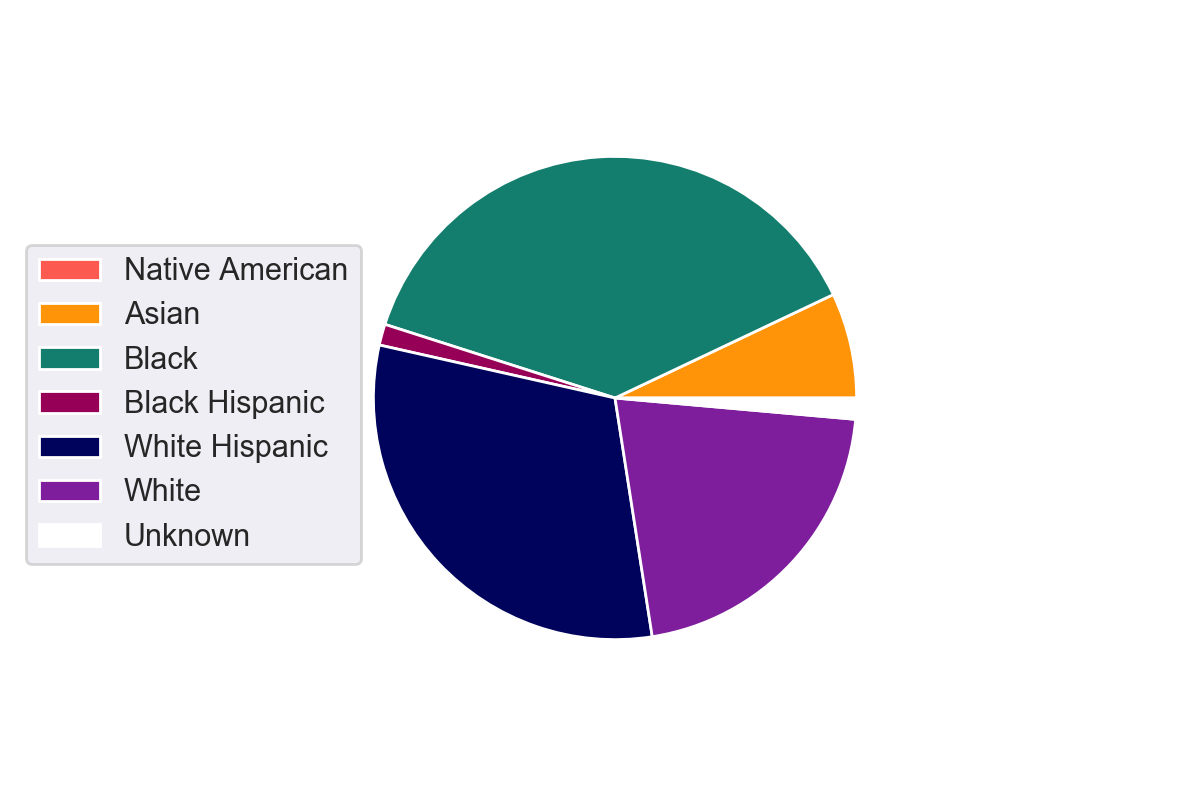 Native American
Asian
Black
Black Hispanic
White Hispanic
White
Unknown